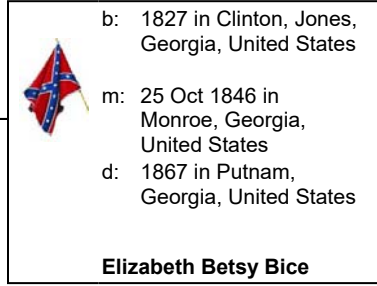 b: 1827 in Clinton, Jones,
Georgia, United States
m: 25 Oct 1846 in
Monroe, Georgia,
United States
d: 1867 in Putnam,
Georgia, United States
Elizabeth Betsy Bice